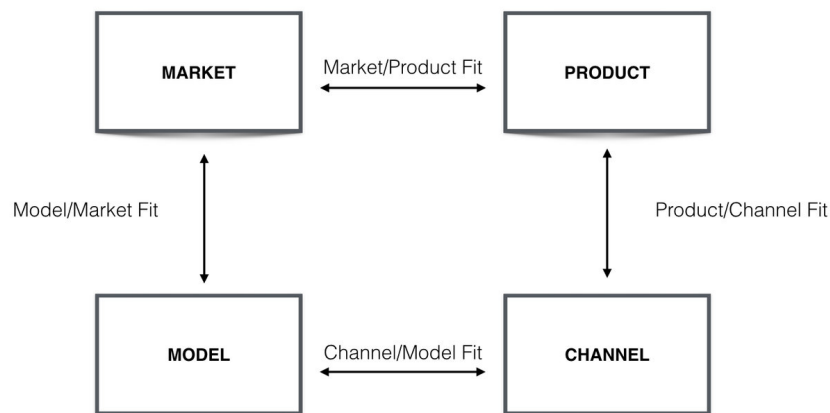 MARKET
Market/Product Fit
PRODUCT
Model/Market Fit
Product/Channel Fit
MODEL
Channel/Model Fit
CHANNEL